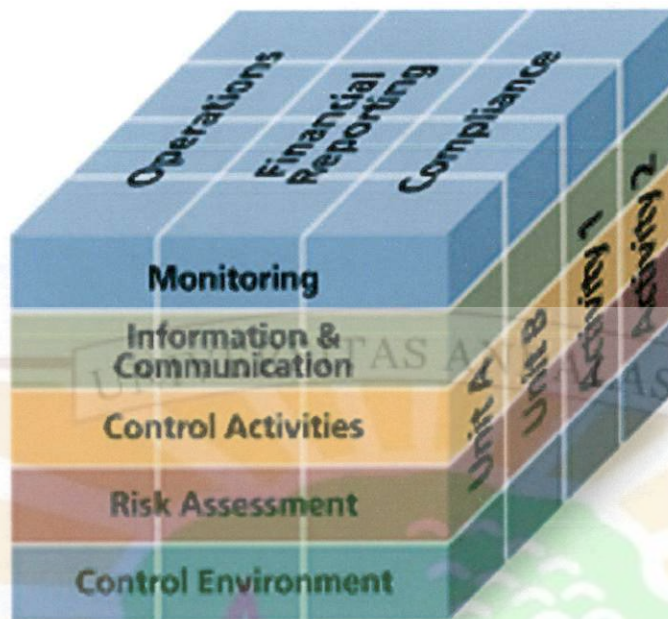 Operations
Financial
Reporting
Compliance
Monitoring
Information &
Communication
Control Activities
Risk Assessment
Control Environment
Unit A
Unit B
Activity 1
Activity 2